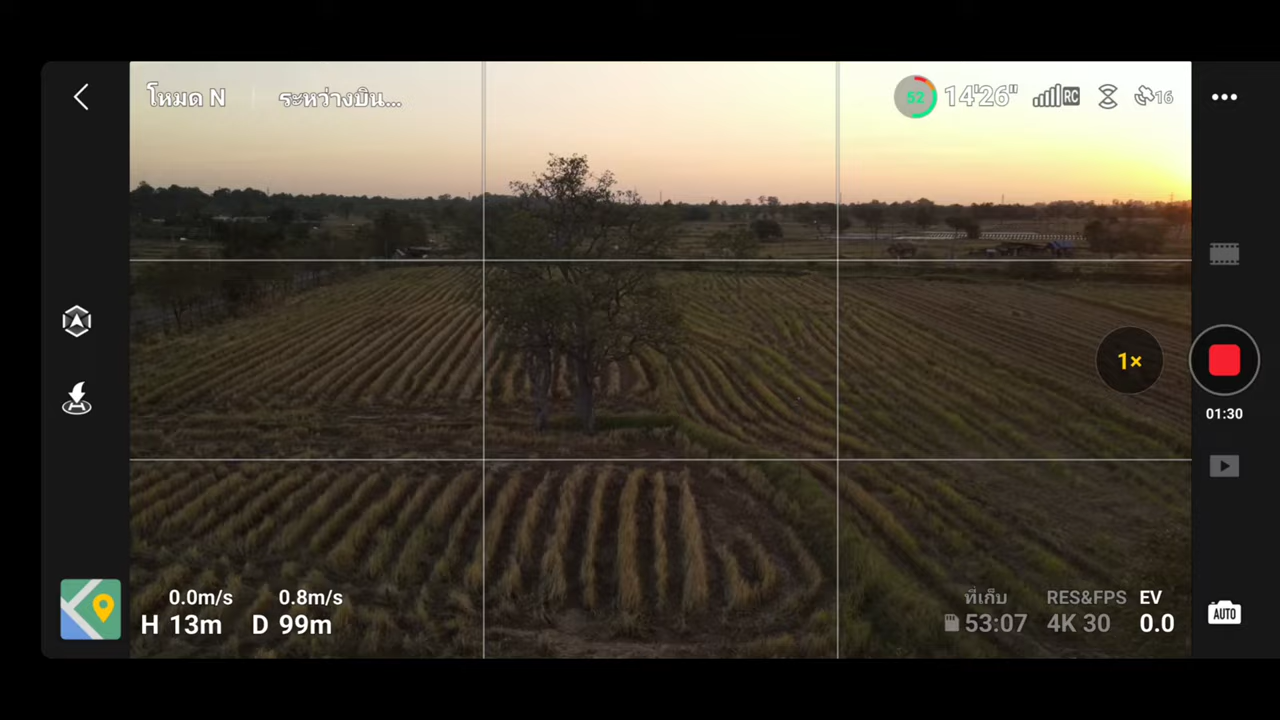 โหมด N
ระหว่างบิน...
52
14'26"
RC
16
1×
01:30
0.0m/s
0.8m/s
H 13m
D 99m
ที่เก็บ
53:07
RES&FPS
4K 30
EV
0.0
AUTO